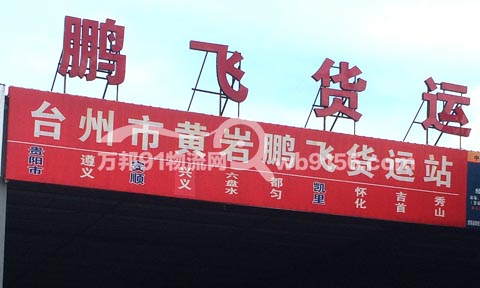 鹏飞货运
台州市黄岩鹏飞货运站
贵阳市 遵义 安顺 兴义 六盘水 都匀 凯里 怀化 吉首 秀山
万邦91物流网